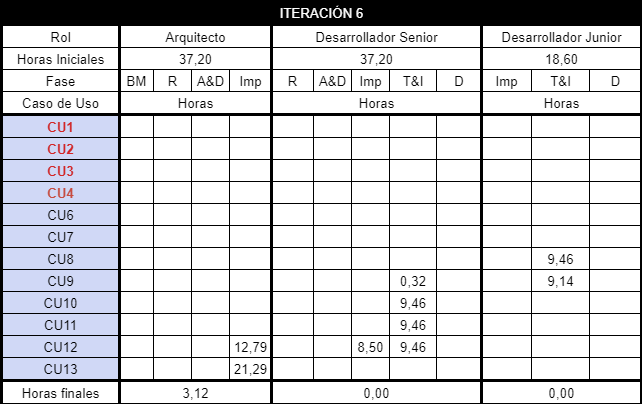 ITERACIÓN 6
Rol Arquitecto Desarrollador Senior Desarrollador Junior
Horas Iniciales 37,20 37,20 18,60
Fase BM R A&D Imp R A&D Imp T&I D Imp T&I D
Caso de Uso Horas Horas Horas
CU1
CU2
CU3
CU4
CU6
CU7
CU8 9,46
CU9 0,32 9,14
CU10 9,46
CU11 9,46
CU12 12,79 8,50 9,46
CU13 21,29
Horas finales 3,12 0,00 0,00